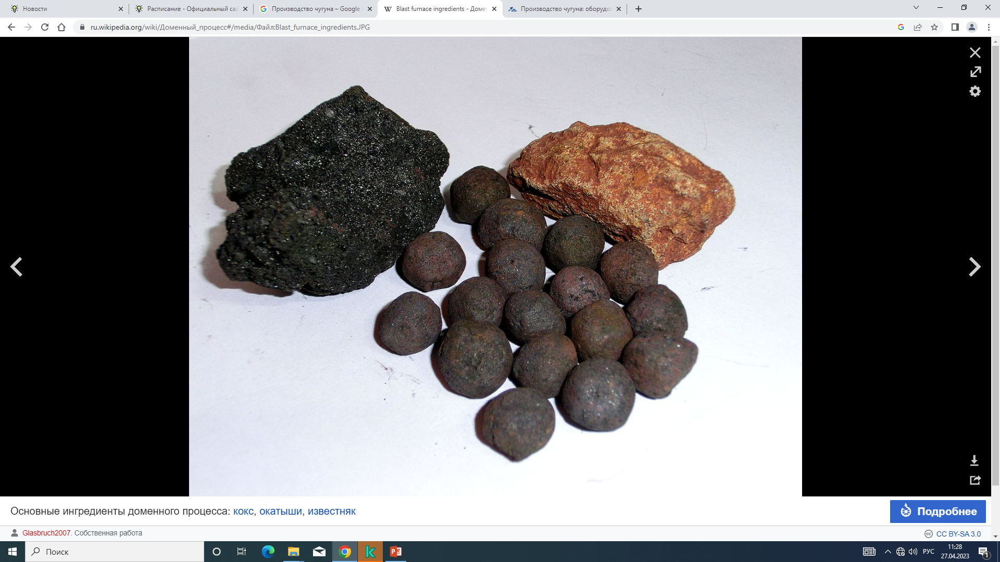 Новости
Расписание - Официальный сай
Производство чугуна – Google
Blast furnace ingredients - Доме
Производство чугуна: оборудо
ru.wikipedia.org/wiki/Доменный_процесс#/media/Файл:Blast_furnace_ingredients.JPG
Основные ингредиенты доменного процесса: кокс, окатыши, известняк
Подробнее
Glasbruch2007. Собственная работа
CC BY-SA 3.0
Поиск
РУС
11:28
27.04.2023
1